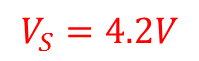 V_S = 4.2V